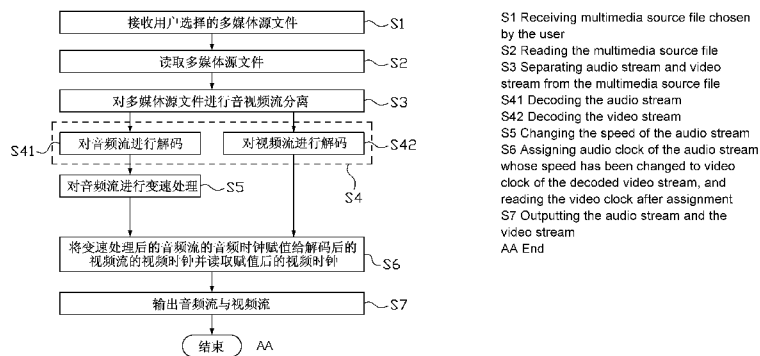 接收用户选择的多媒体源文件
S1
读取多媒体源文件
S2
对多媒体源文件进行音视频流分离
S3
S41
对音频流进行解码
对视频流进行解码
S42
S4
对音频流进行变速处理
S5
将变速处理后的音频流的音频时钟赋值给解码后的
视频流的视频时钟并读取赋值后的视频时钟
S6
输出音频流与视频流
S7
结束
AA
S1 Receiving multimedia source file chosen
by the user
S2 Reading the multimedia source file
S3 Separating audio stream and video
stream from the multimedia source file
S41 Decoding the audio stream
S42 Decoding the video stream
S5 Changing the speed of the audio stream
S6 Assigning audio clock of the audio stream
whose speed has been changed to video
clock of the decoded video stream, and
reading the video clock after assignment
S7 Outputting the audio stream and the
video stream
AA End